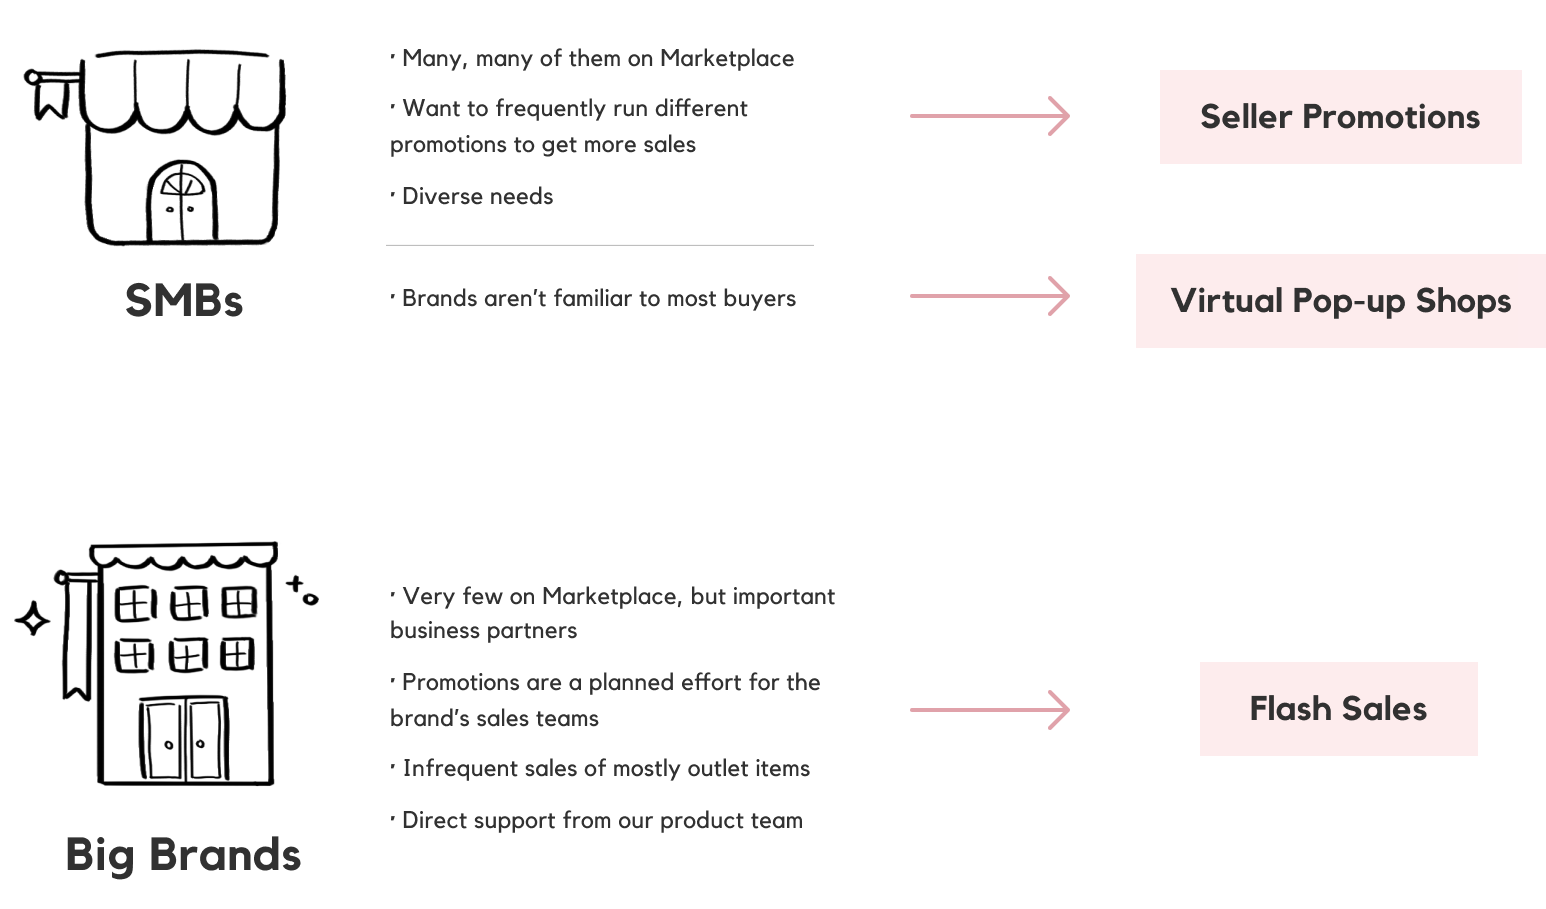 · Many, many of them on Marketplace
· Want to frequently run different
promotions to get more sales
· Diverse needs
Seller Promotions
SMBs
· Brands aren’t familiar to most buyers
Virtual Pop-up Shops
· Very few on Marketplace, but important
business partners
· Promotions are a planned effort for the
brand’s sales teams
· Infrequent sales of mostly outlet items
· Direct support from our product team
Flash Sales
Big Brands